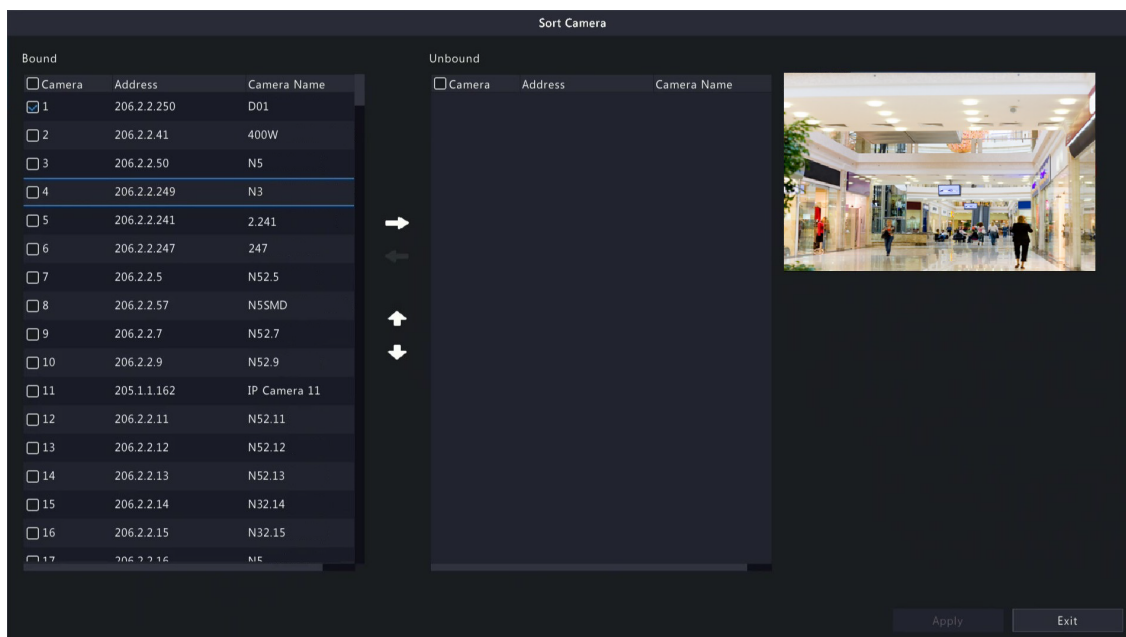 Sort Camera
Bound
Unbound
Camera Address Camera Name
Camera Address Camera Name
1 206.2.2.250 D01
2 206.2.2.41 400W
3 206.2.2.50 N5
4 206.2.2.249 N3
5 206.2.2.241 2.241
6 206.2.2.247 247
7 206.2.2.5 N52.5
8 206.2.2.57 N5SMD
9 206.2.2.7 N52.7
10 206.2.2.9 N52.9
11 205.1.1.162 IP Camera 11
12 206.2.2.11 N52.11
13 206.2.2.12 N52.12
14 206.2.2.13 N52.13
15 206.2.2.14 N32.14
16 206.2.2.15 N32.15
17 206.2.2.16 N5
Apply
Exit